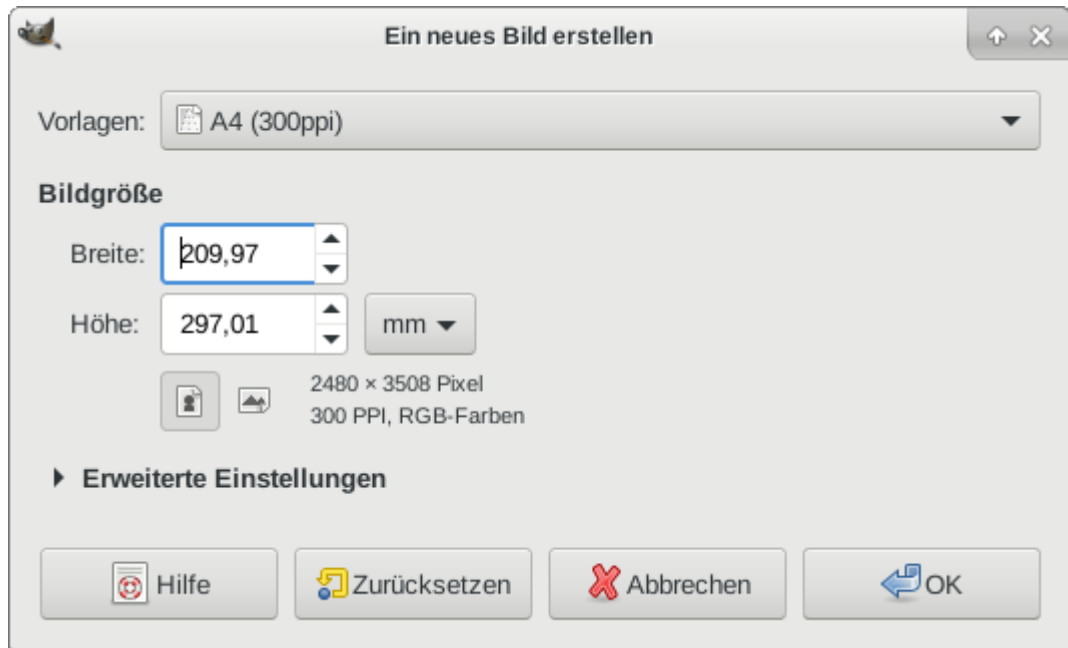 Ein neues Bild erstellen
Vorlagen: A4 (300ppi)
Bildgröße
Breite: 209,97
Höhe: 297,01 mm
2480 × 3508 Pixel
300 PPI, RGB-Farben
Erweiterte Einstellungen
Hilfe Zurücksetzen Abbrechen OK